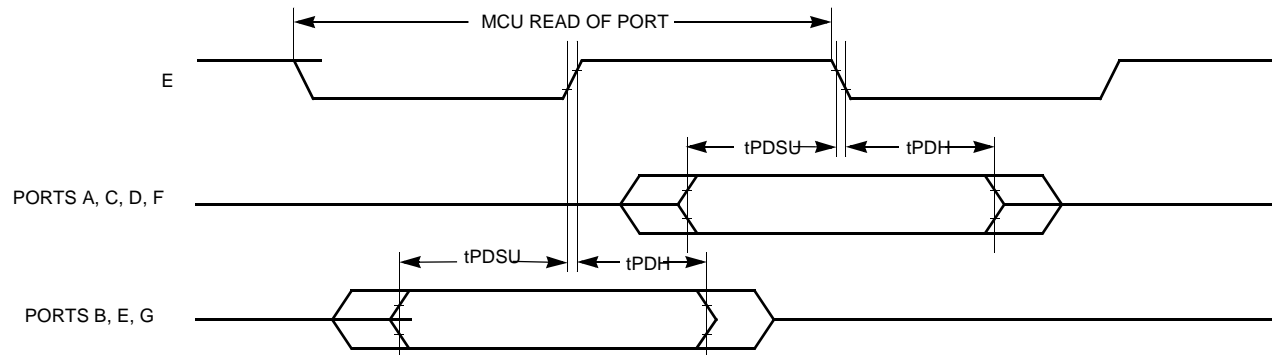 MCU READ OF PORT
E
tPDSU
tPDH
PORTS A, C, D, F
tPDSU
tPDH
PORTS B, E, G